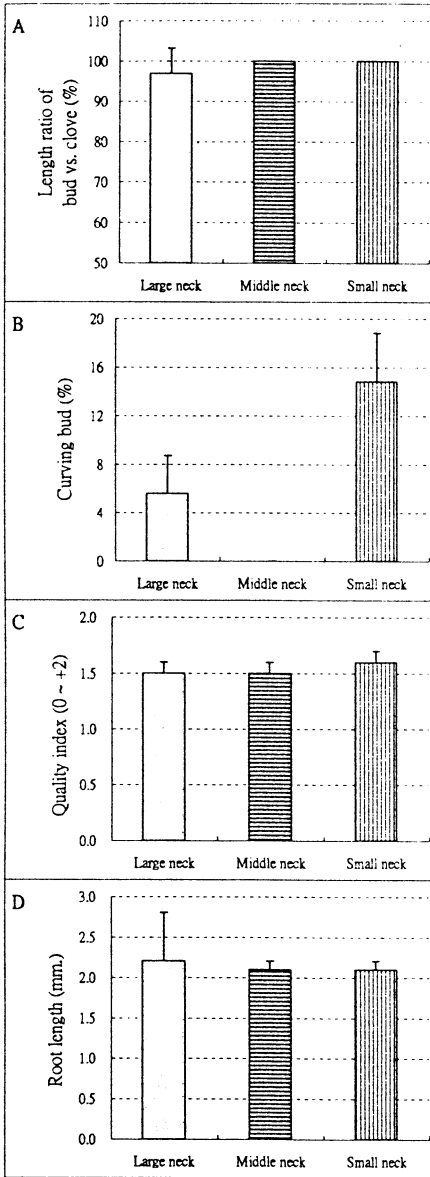 A
Length ratio of
bud vs. clove (%)
110
100
90
80
70
60
50
Large neck Middle neck Small neck
B
Curving bud (%)
20
16
12
8
4
0
Large neck Middle neck Small neck
C
Quality index (0 ~ +2)
2.0
1.5
1.0
0.5
0.0
Large neck Middle neck Small neck
D
Root length (mm.)
3.0
2.5
2.0
1.5
1.0
0.5
0.0
Large neck Middle neck Small neck